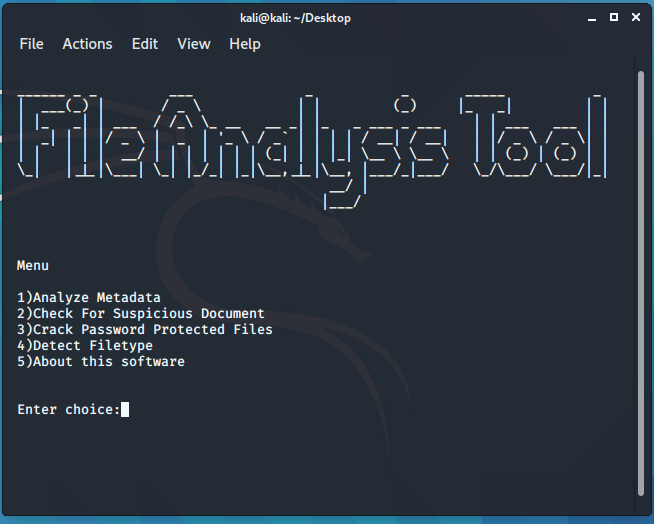 kali@kali: ~/Desktop
File Actions Edit View Help
FileAnalysis Tool
Menu
1)Analyze Metadata
2)Check For Suspicious Document
3)Crack Password Protected Files
4)Detect Filetype
5)About this software
Enter choice: